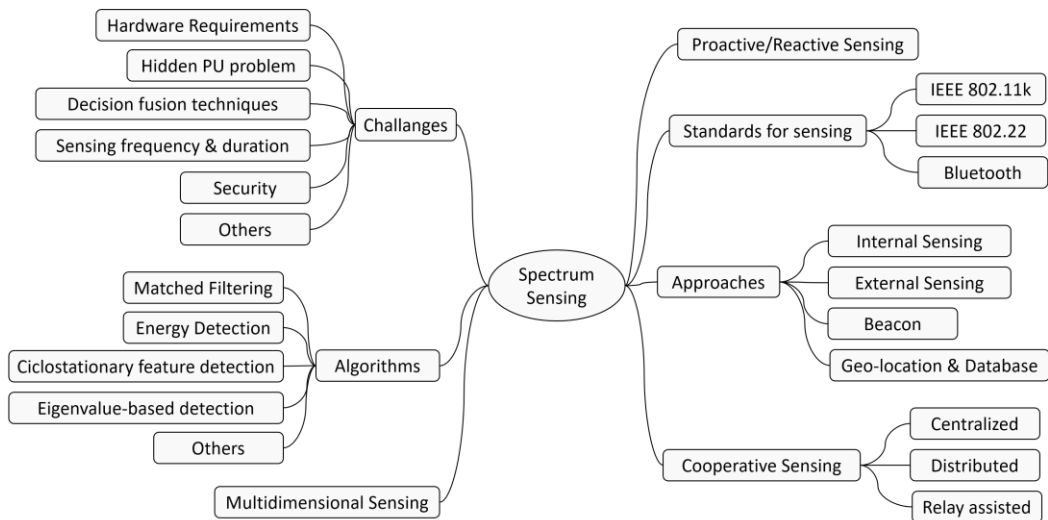 Hardware Requirements
Hidden PU problem
Decision fusion techniques
Sensing frequency & duration
Security
Others
Challanges
Matched Filtering
Energy Detection
Ciclostationary feature detection
Eigenvalue-based detection
Others
Algorithms
Multidimensional Sensing
Spectrum
Sensing
Proactive/Reactive Sensing
Standards for sensing
IEEE 802.11k
IEEE 802.22
Bluetooth
Approaches
Internal Sensing
External Sensing
Beacon
Geo-location & Database
Cooperative Sensing
Centralized
Distributed
Relay assisted